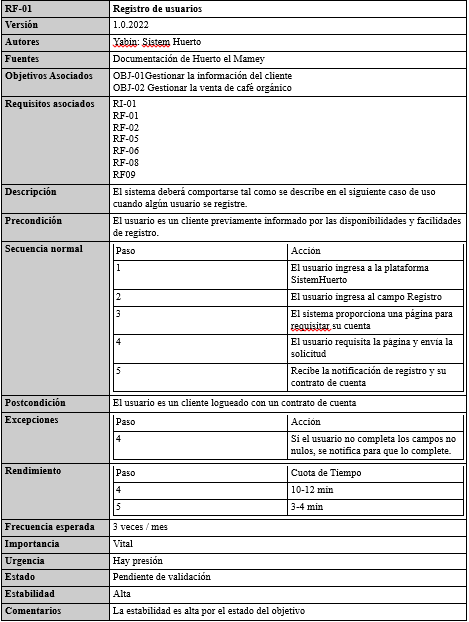 RF-01 Registro de usuarios
Versión 1.0.2022
Autores Yabin: Sistem Huerto
Fuentes Documentación de Huerto el Mamey
Objetivos Asociados OBJ-01Gestionar la información del cliente
OBJ-02 Gestionar la venta de café orgánico
Requisitos asociados RI-01
RF-01
RF-02
RF-05
RF-06
RF-08
RF09
Descripción El sistema deberá comportarse tal como se describe en el siguiente caso de uso
cuando algún usuario se registre.
Precondición El usuario es un cliente previamente informado por las disponibilidades y facilidades
de registro.
Secuencia normal Paso Acción
1 El usuario ingresa a la plataforma
SistemHuerto
2 El usuario ingresa al campo Registro
3 El sistema proporciona una página para
requisitar su cuenta
4 El usuario requisita la página y envía la
solicitud
5 Recibe la notificación de registro y su
contrato de cuenta
Postcondición El usuario es un cliente logueado con un contrato de cuenta
Excepciones Paso Acción
4 Si el usuario no completa los campos no
nulos, se notifica para que lo complete.
Rendimiento Paso Cuota de Tiempo
4 10-12 min
5 3-4 min
Frecuencia esperada 3 veces / mes
Importancia Vital
Urgencia Hay presión
Estado Pendiente de validación
Estabilidad Alta
Comentarios La estabilidad es alta por el estado del objetivo